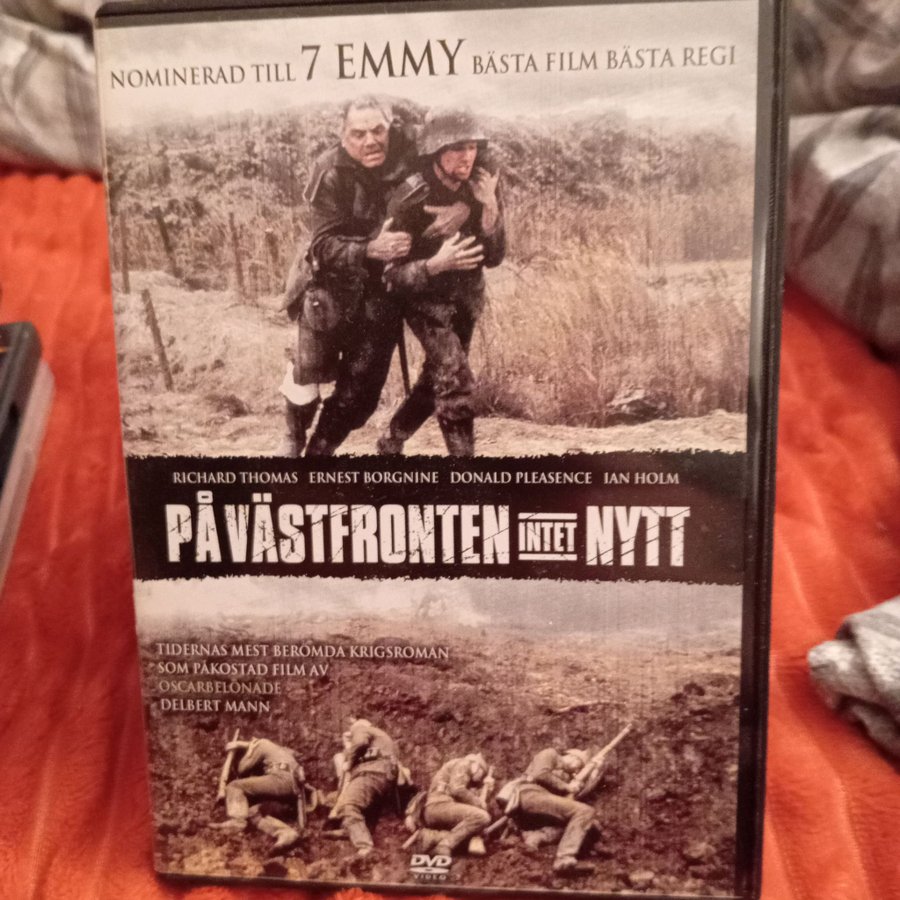 NOMINERAD TILL 7 EMMY BÄSTA FILM BÄSTA REGI
RICHARD THOMAS ERNEST BORGNINE DONALD PLEASENCE IAN HOLM
PÅ VÄSTFRONTEN INTET NYTT
TIDERNAS MEST BERÖMDA KRIGSROMAN
SOM PÅKOSTAD FILM AV
OSCARBELÖNADE
DELBERT MANN
DVD
VIDEO